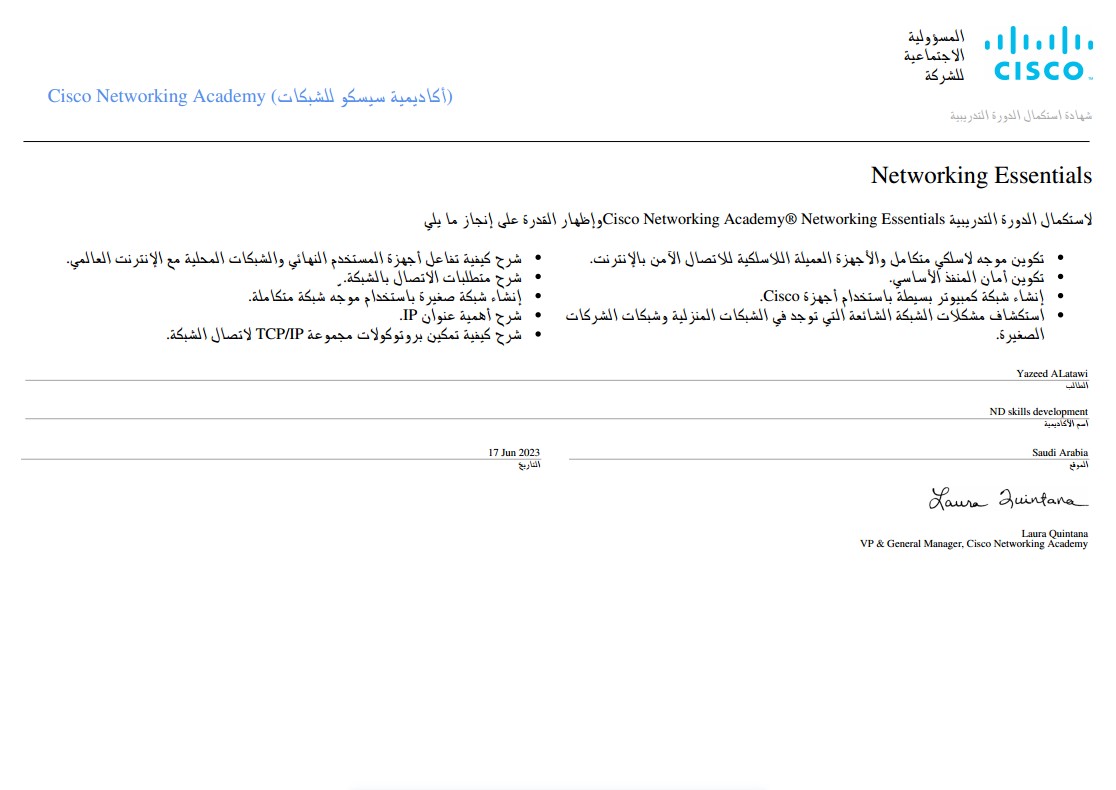 المسؤولية
الاجتماعية
للشركة
CISCO
Cisco Networking Academy (أكاديمية سيسكو للشبكات)
شهادة استكمال الدورة التدريبية
Networking Essentials
لاستكمال الدورة التدريبية Cisco Networking Academy® Networking Essentials وإظهار القدرة على إنجاز ما يلي
• تكوين موجه لاسلكي متكامل والأجهزة العميلة اللاسلكية للاتصال الآمن بالإنترنت.
• تكوين أمان المنفذ الأساسي.
• إنشاء شبكة كمبيوتر بسيطة باستخدام أجهزة Cisco.
• استكشاف مشكلات الشبكة الشائعة التي توجد في الشبكات المنزلية وشبكات الشركات
الصغيرة.
• شرح كيفية تفاعل أجهزة المستخدم النهائي والشبكات المحلية مع الإنترنت العالمي.
• شرح متطلبات الاتصال بالشبكة.
• إنشاء شبكة صغيرة باستخدام موجه شبكة متكاملة.
• شرح أهمية عنوان IP.
• شرح كيفية تمكين بروتوكولات مجموعة TCP/IP لاتصال الشبكة.
Yazeed ALatawi
الطالب
ND skills development
اسم الأكاديمية
Saudi Arabia
الموقع
17 Jun 2023
التاريخ
Laura Quintana
Laura Quintana
VP & General Manager, Cisco Networking Academy